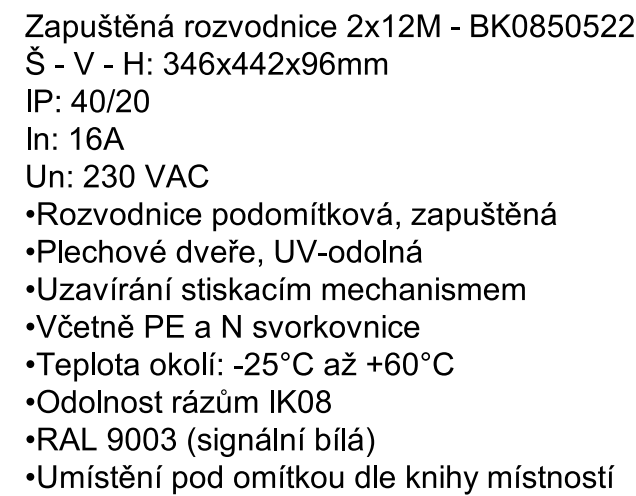 Zapuštěná rozvodnice 2x12M - BK0850522
Š - V - H: 346x442x96mm
IP: 40/20
In: 16A
Un: 230 VAC
•Rozvodnice podomítková, zapuštěná
•Plechové dveře, UV-odolná
•Uzavírání stiskacím mechanismem
•Včetně PE a N svorkovnice
•Teplota okolí: -25°C až +60°C
•Odolnost rázům IK08
•RAL 9003 (signální bílá)
•Umístění pod omítkou dle knihy místností